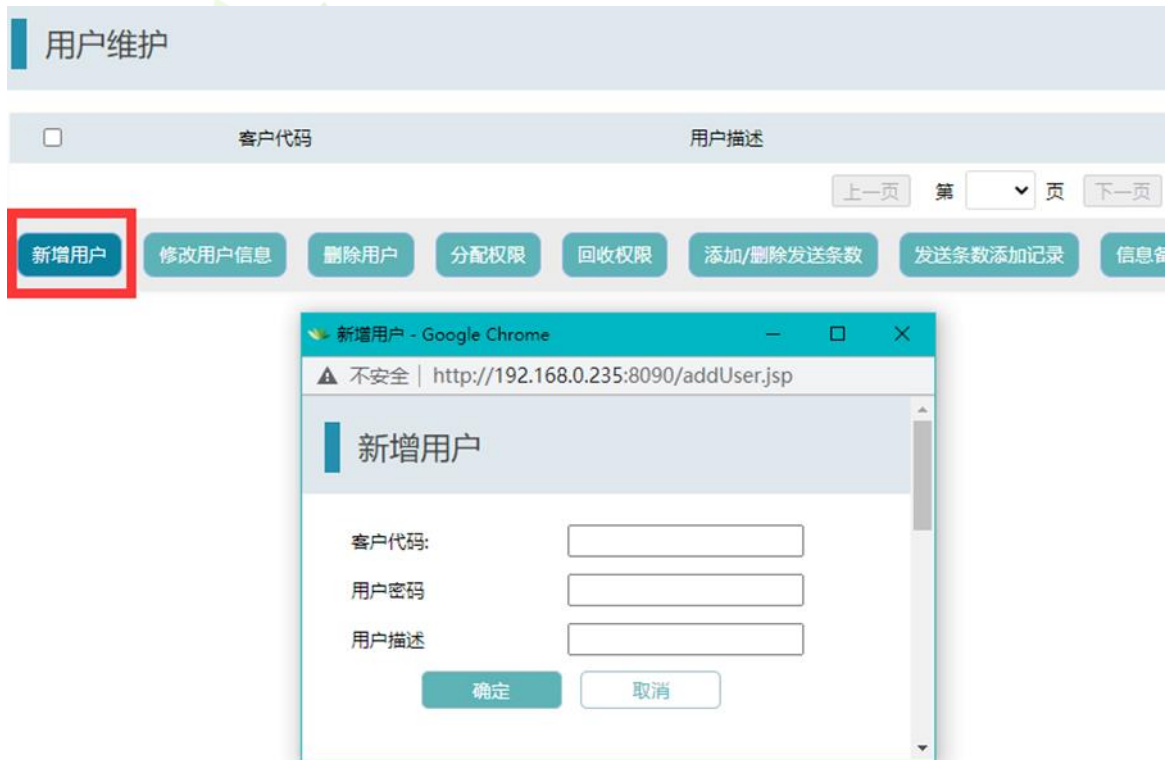 用户维护
客户代码 用户描述
上一页 第 页 下一页
新增用户 修改用户信息 删除用户 分配权限 回收权限 添加/删除发送条数 发送条数添加记录 信息备
新增用户 - Google Chrome
不安全 | http://192.168.0.235:8090/addUser.jsp
新增用户
客户代码:
用户密码
用户描述
确定 取消